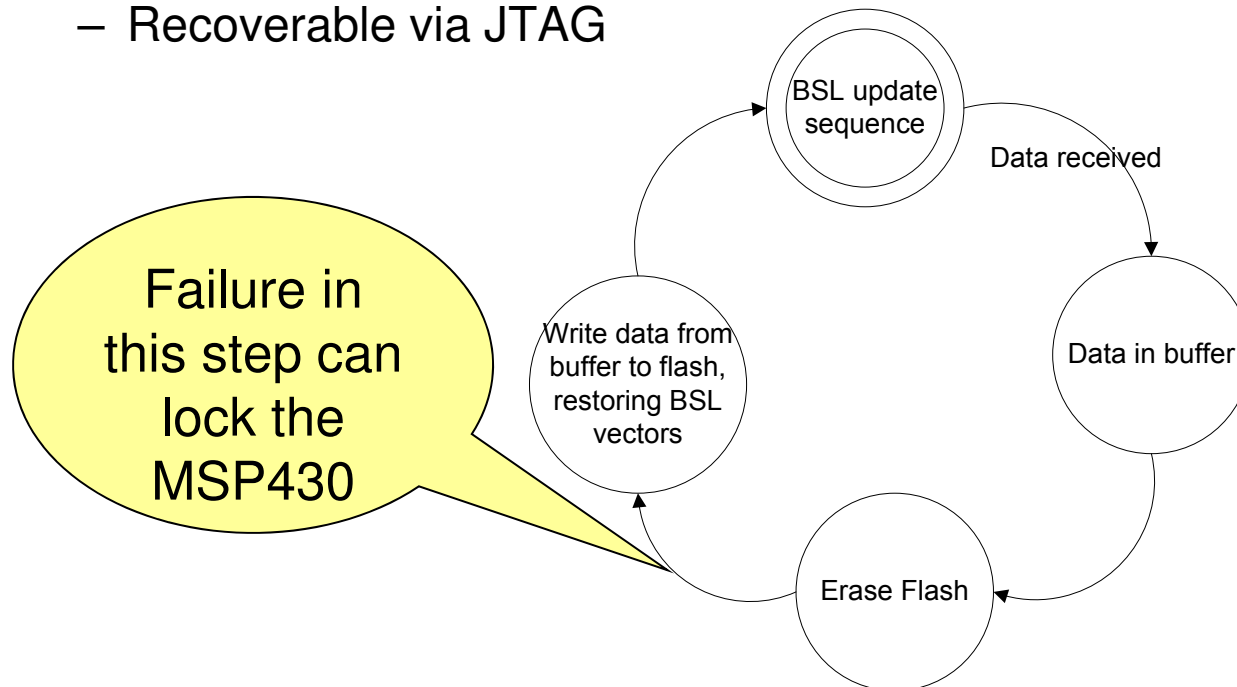 – Recoverable via JTAG
BSL update
sequence
Data received
Failure in
this step can
lock the
MSP430
Write data from
buffer to flash,
restoring BSL
vectors
Data in buffer
Erase Flash